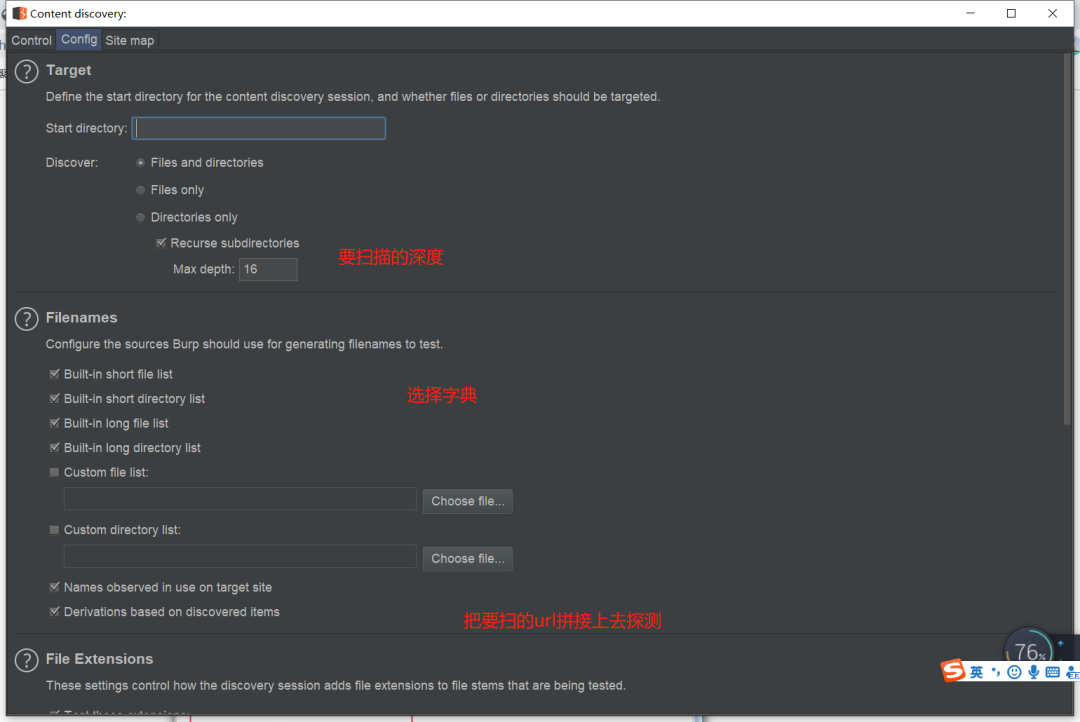 Content discovery:
Control Config Site map
Target
Define the start directory for the content discovery session, and whether files or directories should be targeted.
Start directory:
Discover: Files and directories
Files only
Directories only
Recurse subdirectories
要扫描的深度
Max depth: 16
Filenames
Configure the sources Burp should use for generating filenames to test.
Built-in short file list
选择字典
Built-in short directory list
Built-in long file list
Built-in long directory list
Custom file list:
Choose file...
Custom directory list:
Choose file...
Names observed in use on target site
Derivations based on discovered items
把要扫的url拼接上去探测
76%
File Extensions
英
These settings control how the discovery session adds file extensions to file stems that are being tested.
Test these extensions: